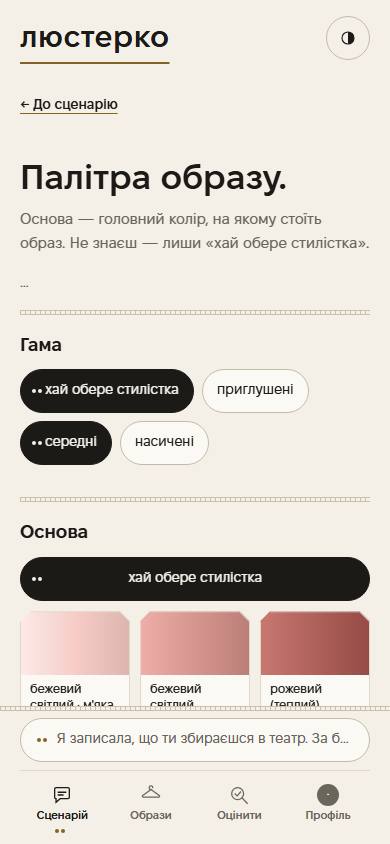 люстерко
← До сценарію
Палітра образу.
Основа — головний колір, на якому стоїть
образ. Не знаєш — лиши «хай обере стилістка».
...
Гама
хай обере стилістка
приглушені
середні
насичені
Основа
хай обере стилістка
бежевий
світлий · м'яка
бежевий
світлий
рожевий
(теплий)
Я записала, що ти збираєшся в театр. За б...
Сценарій
Образи
Оцінити
Профіль